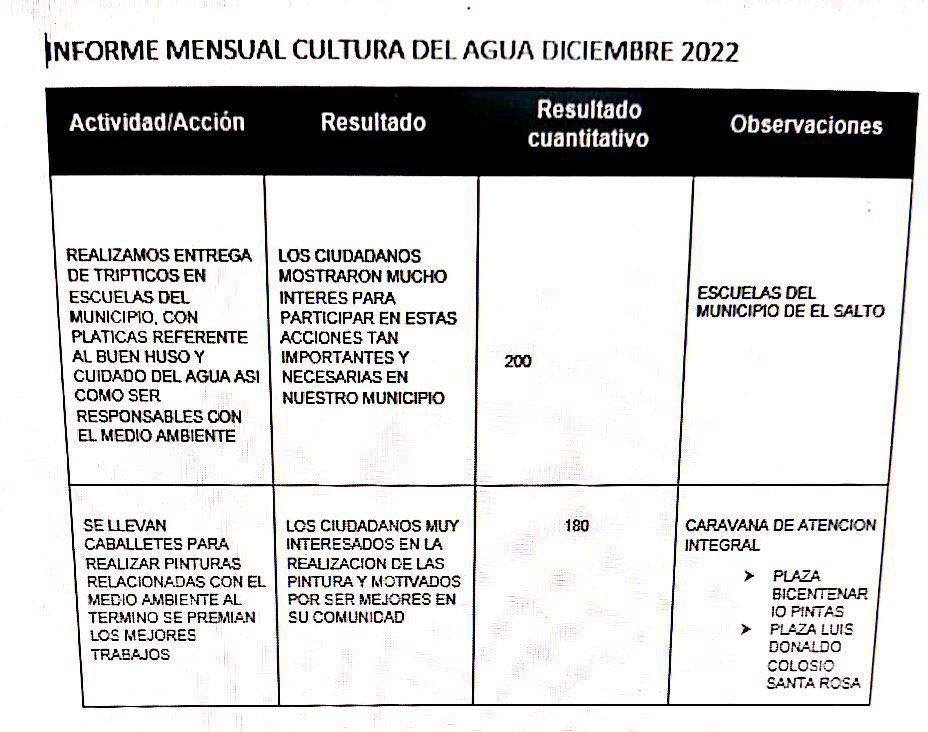 INFORME MENSUAL CULTURA DEL AGUA DICIEMBRE 2022
Actividad/Acción
Resultado
Resultado
cuantitativo
Observaciones
REALIZAMOS ENTREGA
DE TRIPTICOS EN
ESCUELAS DEL
MUNICIPIO, CON
PLATICAS REFERENTE
AL BUEN HUSO Y
CUIDADO DEL AGUA ASI
COMO SER
RESPONSABLES CON
EL MEDIO AMBIENTE
LOS CIUDADANOS
MOSTRARON MUCHO
INTERES PARA
PARTICIPAR EN ESTAS
ACCIONES TAN
IMPORTANTES Y
NECESARIAS EN
NUESTRO MUNICIPIO
200
ESCUELAS DEL
MUNICIPIO DE EL SALTO
SE LLEVAN
CABALLETES PARA
REALIZAR PINTURAS
RELACIONADAS CON EL
MEDIO AMBIENTE AL
TERMINO SE PREMIAN
LOS MEJORES
TRABAJOS
LOS CIUDADANOS MUY
INTERESADOS EN LA
REALIZACION DE LAS
PINTURA Y MOTIVADOS
POR SER MEJORES EN
SU COMUNICAD
180
CARAVANA DE ATENCION
INTEGRAL
➤ PLAZA
BICENTENAR
IO PINTAS
➤ PLAZA LUIS
DONALDO
COLOSIO
SANTA ROSA